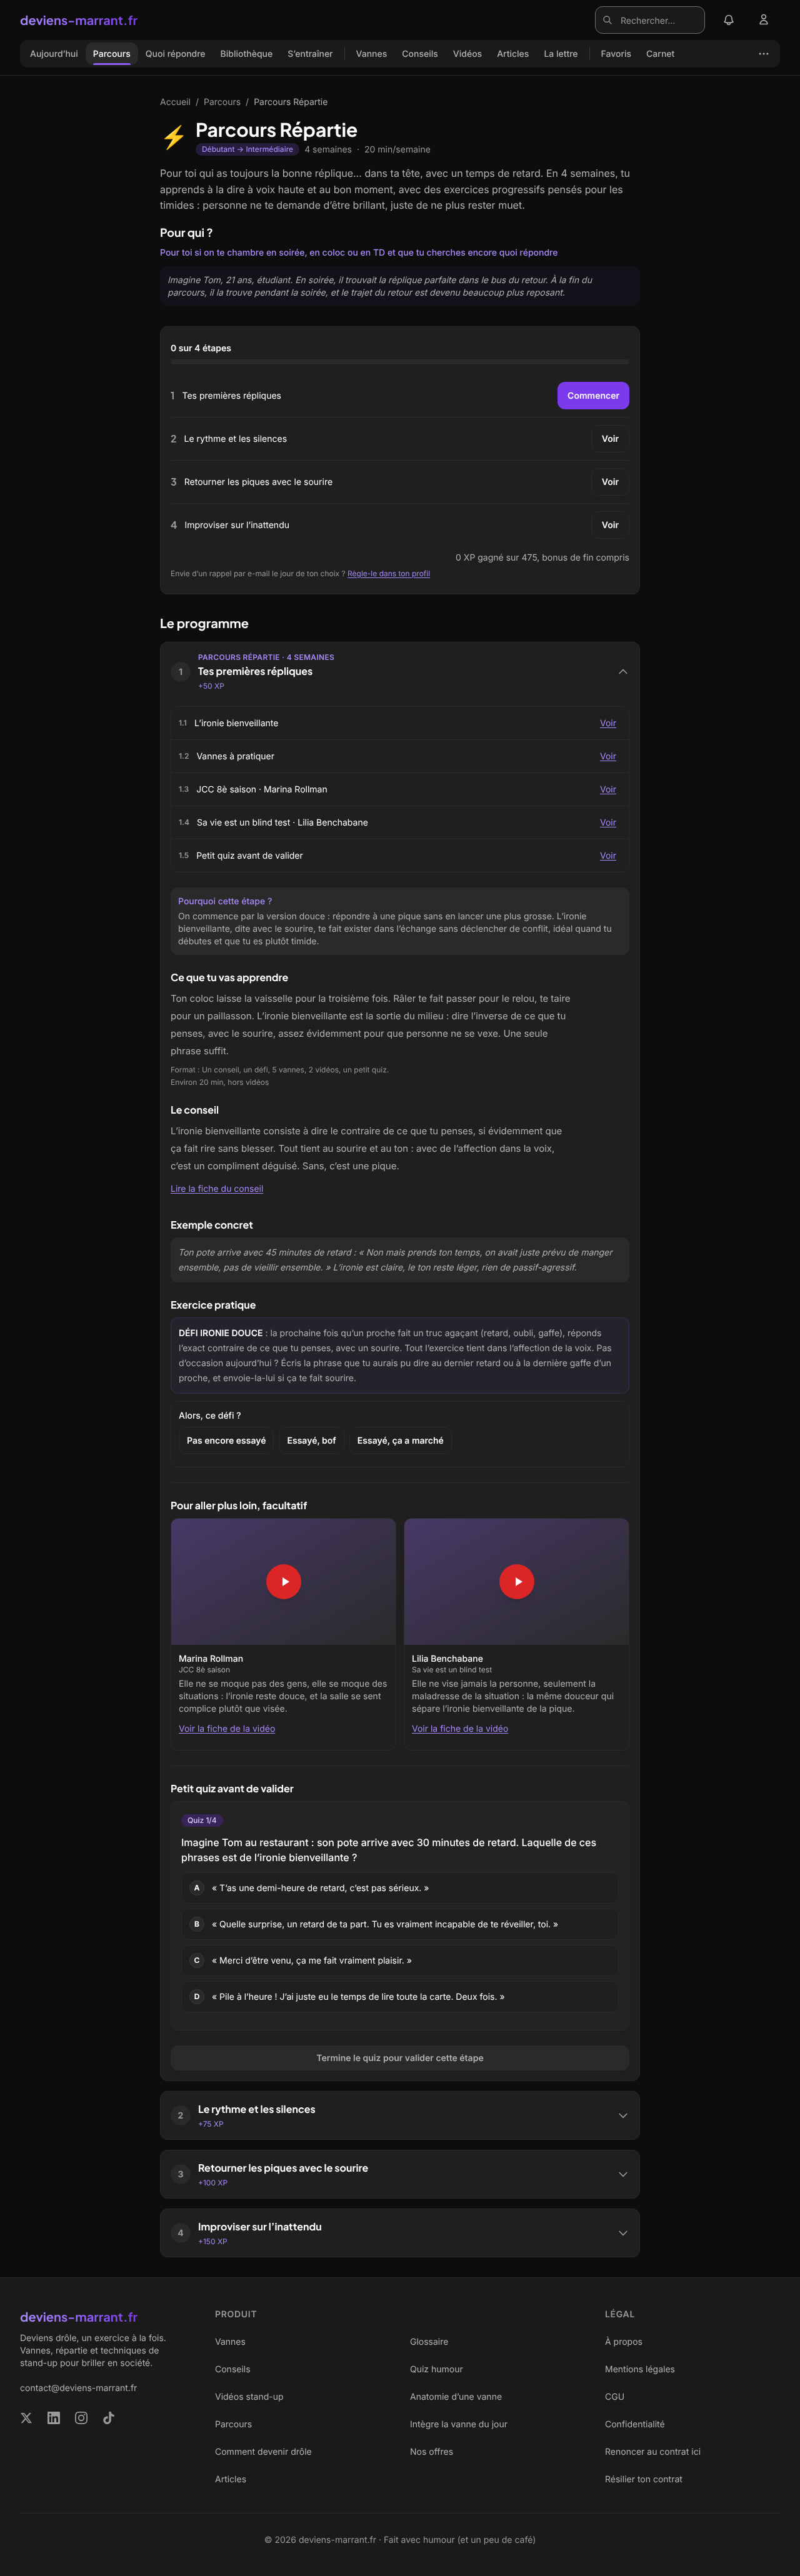 deviens-marrant.fr
Rechercher...
Aujourd'hui
Parcours
Quoi répondre
Bibliothèque
S'entraîner
Vannes
Conseils
Vidéos
Articles
La lettre
Favoris
Carnet
Accueil / Parcours / Parcours Répartie
⚡ Parcours Répartie
Débutant → Intermédiaire 4 semaines · 20 min/semaine
Pour toi qui as toujours la bonne réplique... dans ta tête, avec un temps de retard. En 4 semaines, tu
apprends à la dire à voix haute et au bon moment, avec des exercices progressifs pensés pour les
timides : personne ne te demande d'être brillant, juste de ne plus rester muet.
Pour qui ?
Pour toi si on te chambre en soirée, en coloc ou en TD et que tu cherches encore quoi répondre
Imagine Tom, 21 ans, étudiant. En soirée, il trouvait la réplique parfaite dans le bus du retour. À la fin du
parcours, il la trouve pendant la soirée, et le trajet du retour est devenu beaucoup plus reposant.
0 sur 4 étapes
1 Tes premières répliques
Commencer
2 Le rythme et les silences
Voir
3 Retourner les piques avec le sourire
Voir
4 Improviser sur l'inattendu
Voir
0 XP gagné sur 475, bonus de fin compris
Envie d'un rappel par e-mail le jour de ton choix ? Règle-le dans ton profil
Le programme
PARCOURS RÉPARTIE · 4 SEMAINES
1 Tes premières répliques
+50 XP
1.1 L'ironie bienveillante
Voir
1.2 Vannes à pratiquer
Voir
1.3 JCC 8è saison · Marina Rollman
Voir
1.4 Sa vie est un blind test · Lilia Benchabane
Voir
1.5 Petit quiz avant de valider
Voir
Pourquoi cette étape ?
On commence par la version douce : répondre à une pique sans en lancer une plus grosse. L'ironie
bienveillante, dite avec le sourire, te fait exister dans l'échange sans déclencher de conflit, idéal quand tu
débutes et que tu es plutôt timide.
Ce que tu vas apprendre
Ton coloc laisse la vaisselle pour la troisième fois. Râler te fait passer pour le relou, te taire
pour un paillasson. L'ironie bienveillante est la sortie du milieu : dire l'inverse de ce que tu
penses, avec le sourire, assez évidemment pour que personne ne se vexe. Une seule
phrase suffit.
Format : Un conseil, un défi, 5 vannes, 2 vidéos, un petit quiz.
Environ 20 min, hors vidéos
Le conseil
L'ironie bienveillante consiste à dire le contraire de ce que tu penses, si évidemment que
ça fait rire sans blesser. Tout tient au sourire et au ton : avec de l'affection dans la voix,
c'est un compliment déguisé. Sans, c'est une pique.
Lire la fiche du conseil
Exemple concret
Ton pote arrive avec 45 minutes de retard : « Non mais prends ton temps, on avait juste prévu de manger
ensemble, pas de vieillir ensemble. » L'ironie est claire, le ton reste léger, rien de passif-agressif.
Exercice pratique
DÉFI IRONIE DOUCE : la prochaine fois qu'un proche fait un truc agaçant (retard, oubli, gaffe), réponds
l'exact contraire de ce que tu penses, avec un sourire. Tout l'exercice tient dans l'affection de la voix. Pas
d'occasion aujourd'hui ? Écris la phrase que tu aurais pu dire au dernier retard ou à la dernière gaffe d'un
proche, et envoie-la-lui si ça te fait sourire.
Alors, ce défi ?
Pas encore essayé
Essayé, bof
Essayé, ça a marché
Pour aller plus loin, facultatif
Marina Rollman
JCC 8è saison
Elle ne se moque pas des gens, elle se moque des
situations : l'ironie reste douce, et la salle se sent
complice plutôt que visée.
Voir la fiche de la vidéo
Lilia Benchabane
Sa vie est un blind test
Elle ne vise jamais la personne, seulement la
maladresse de la situation : la même douceur qui
sépare l'ironie bienveillante de la pique.
Voir la fiche de la vidéo
Petit quiz avant de valider
Quiz 1/4
Imagine Tom au restaurant : son pote arrive avec 30 minutes de retard. Laquelle de ces
phrases est de l'ironie bienveillante ?
A « T'as une demi-heure de retard, c'est pas sérieux. »
B « Quelle surprise, un retard de ta part. Tu es vraiment incapable de te réveiller, toi. »
C « Merci d'être venu, ça me fait vraiment plaisir. »
D « Pile à l'heure ! J'ai juste eu le temps de lire toute la carte. Deux fois. »
Termine le quiz pour valider cette étape
2 Le rythme et les silences
+75 XP
3 Retourner les piques avec le sourire
+100 XP
4 Improviser sur l'inattendu
+150 XP
deviens-marrant.fr
Deviens drôle, un exercice à la fois.
Vannes, répartie et techniques de
stand-up pour briller en société.
contact@deviens-marrant.fr
PRODUIT
Vannes
Conseils
Vidéos stand-up
Parcours
Comment devenir drôle
Articles
Glossaire
Quiz humour
Anatomie d'une vanne
Intègre la vanne du jour
Nos offres
LÉGAL
À propos
Mentions légales
CGU
Confidentialité
Renoncer au contrat ici
Résilier ton contrat
© 2026 deviens-marrant.fr · Fait avec humour (et un peu de café)